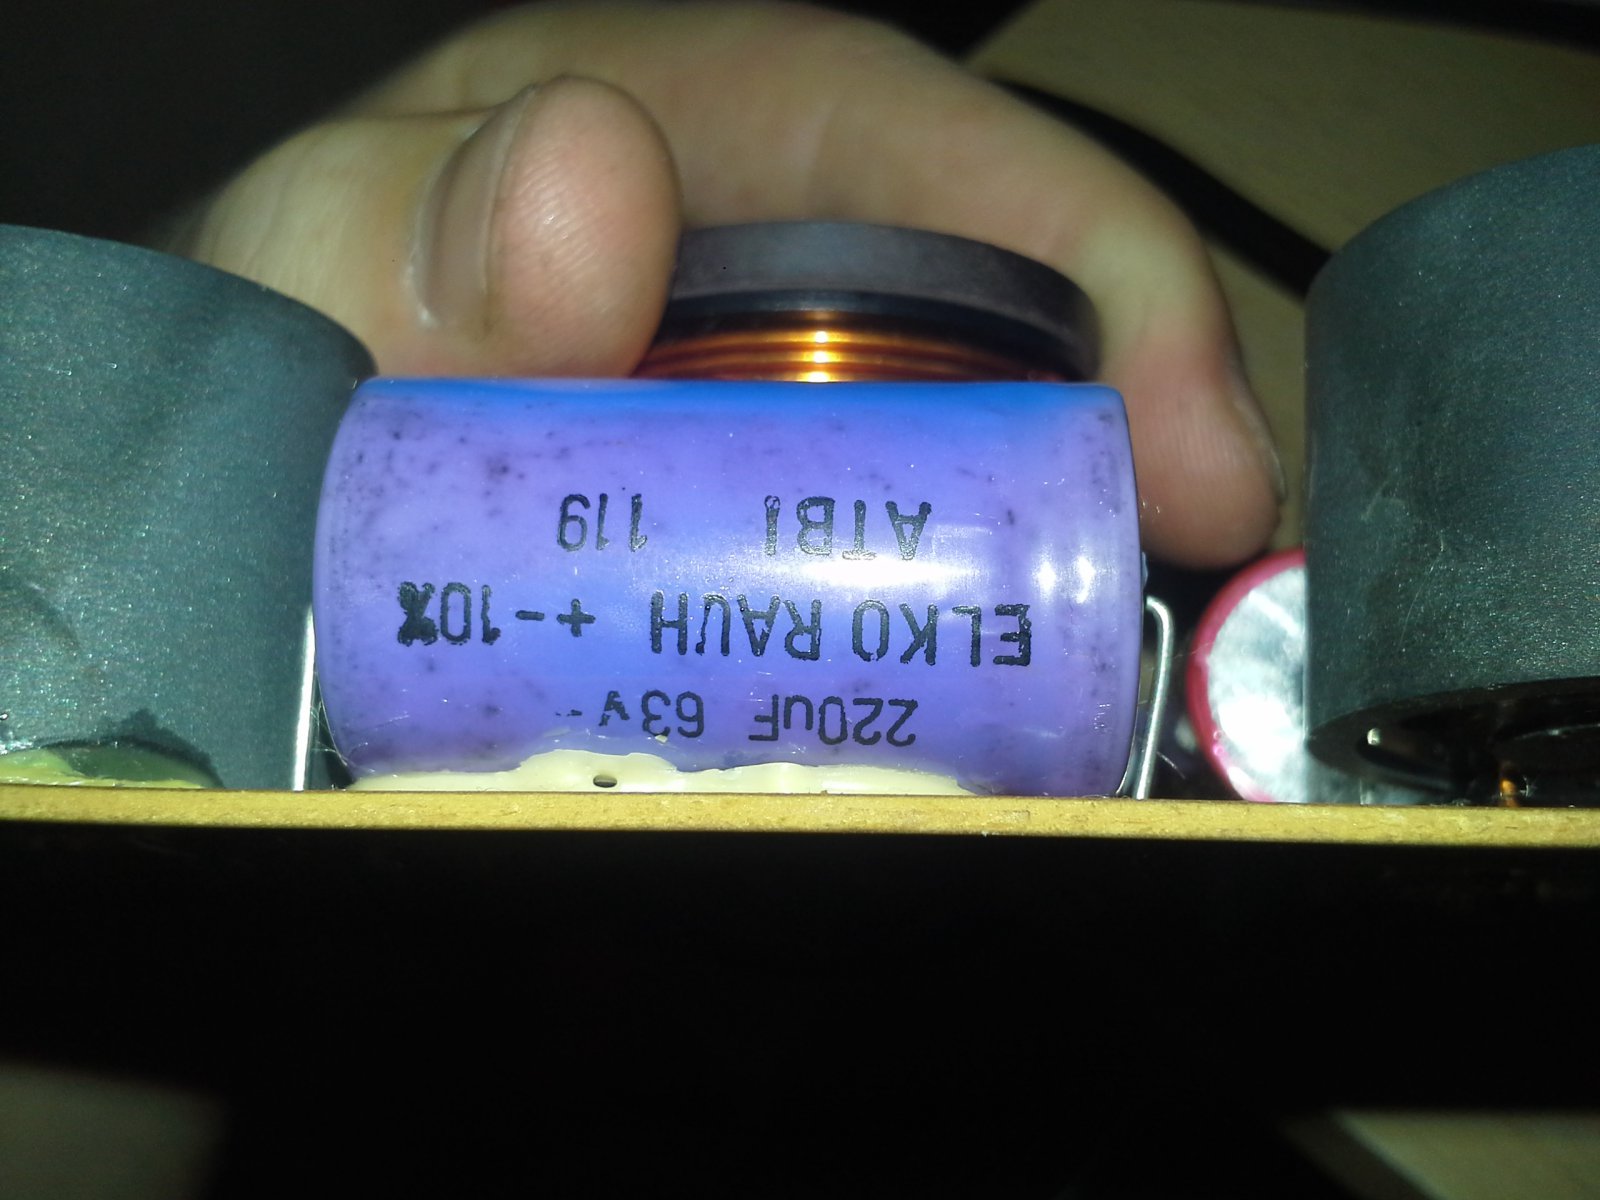 220uF 63v-
ELKO RAUH +-10%
ATBI 119